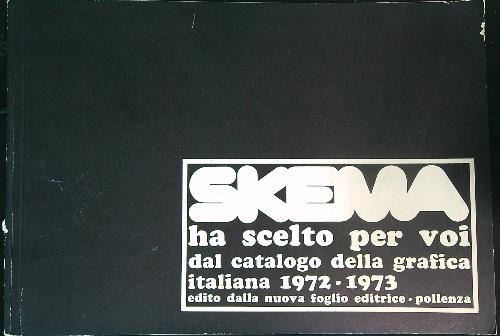 SKEMA
ha scelto per voi
dal catalogo della grafica
italiana 1972-1973
edito dalla nuova foglio editrice-pollenza